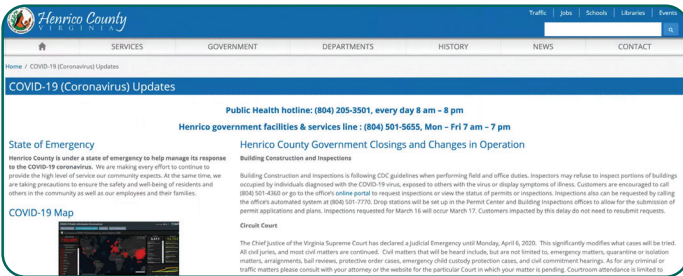 Traffic | Jobs | Schools | Libraries | Events
Henrico County
VIRGINIA
SERVICES GOVERNMENT DEPARTMENTS HISTORY NEWS CONTACT
Home / COVID-19 (Coronavirus) Updates
COVID-19 (Coronavirus) Updates
Public Health hotline: (804) 205-3501, every day 8 am – 8 pm
Henrico government facilities & services line : (804) 501-5655, Mon – Fri 7 am – 7 pm
State of Emergency
Henrico County is under a state of emergency to help manage its response
to the COVID-19 coronavirus. We are making every effort to continue to
provide the high level of service our community expects. At the same time, we
are taking precautions to ensure the safety and well-being of residents and
others in the community as well as our employees and their families.
COVID-19 Map
Henrico County Government Closings and Changes in Operation
Building Construction and Inspections
Building Construction and Inspections is following CDC guidelines when performing field and office duties. Inspectors may refuse to inspect portions of buildings
occupied by individuals diagnosed with the COVID-19 virus, exposed to others with the virus or display symptoms of illness. Customers are encouraged to call
(804) 501-4360 or go to the office's online portal to request inspections or view the status of permits or inspections. Inspections also can be requested by calling
the office's automated system at (804) 501-7770. Drop stations will be set up in the Permit Center and Building Inspections offices to allow for the submission of
permit applications and plans. Inspections requested for March 16 will occur March 17. Customers impacted by this delay do not need to resubmit requests.
Circuit Court
The Chief Justice of the Virginia Supreme Court has declared a Judicial Emergency until Monday, April 6, 2020. This significantly modifies what cases will be tried.
All civil juries, and most civil matters are continued. Civil matters that will be heard include, but are not limited to, emergency matters, quarantine or isolation
matters, arraignments, bail reviews, protective order cases, emergency child custody protection cases, and civil commitment hearings. As for any criminal or
traffic matters please consult with your attorney or the website for the particular Court in which your matter is pending. Courtroom attendance is limited to